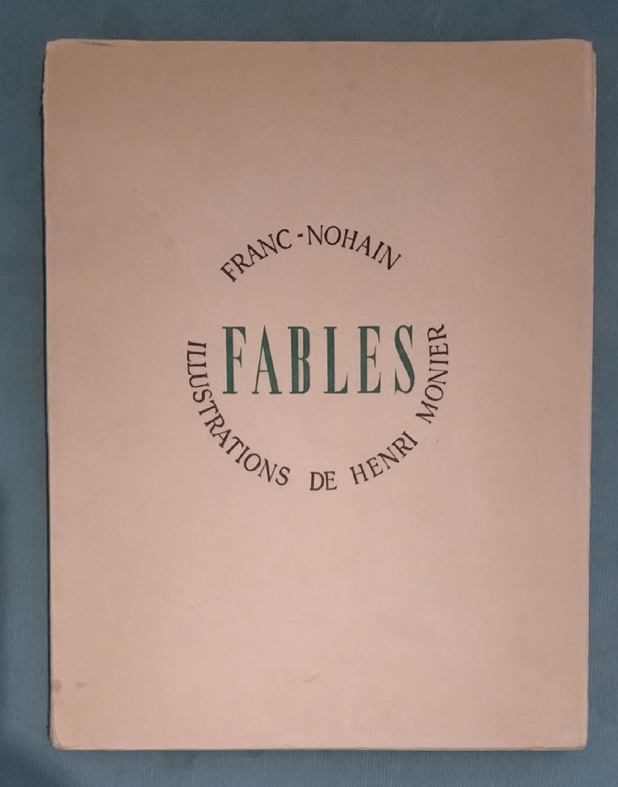 FRANC-NOHAIN
FABLES
ILLUSTRATIONS DE HENRI MONIER